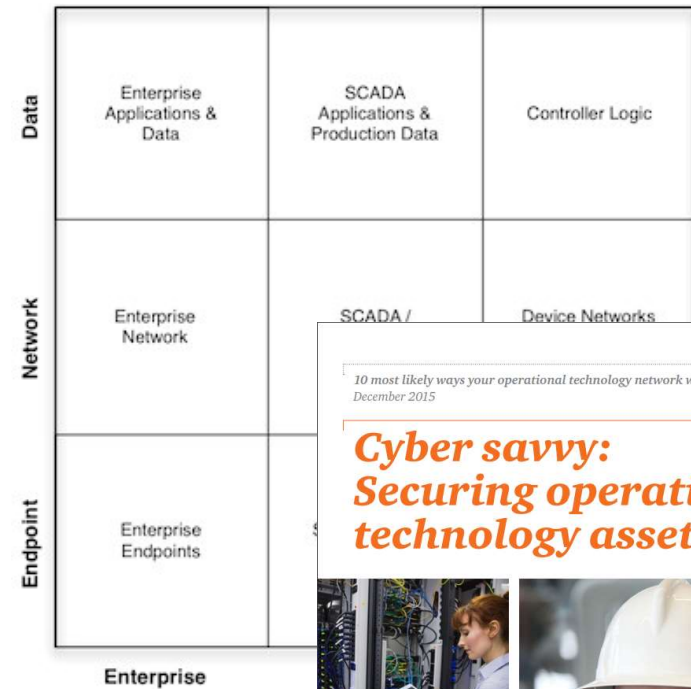 Data
Enterprise
Applications &
Data
SCADA
Applications &
Production Data
Controller Logic
Network
Enterprise
Network
SCADA /
Device Networks
Endpoint
Enterprise
Endpoints
Enterprise
10 most likely ways your operational technology network
December 2015
Cyber savvy:
Securing operati
technology asset